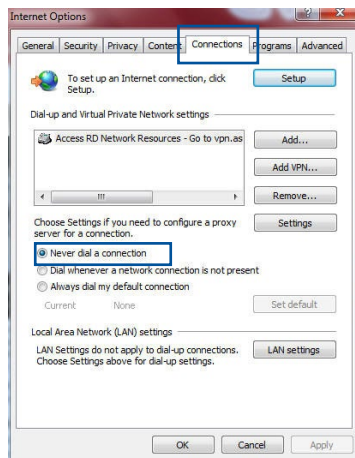 Internet Options
General Security Privacy Content Connections Programs Advanced
To set up an Internet connection, click
Setup.
Setup
Dial-up and Virtual Private Network settings
Access RD Network Resources - Go to vpn.as
Add...
Add VPN...
Remove...
Choose Settings if you need to configure a proxy
server for a connection.
Settings
Never dial a connection
Dial whenever a network connection is not present
Always dial my default connection
Current None Set default
Local Area Network (LAN) settings
LAN Settings do not apply to dial-up connections.
Choose Settings above for dial-up settings.
LAN settings
OK Cancel Apply